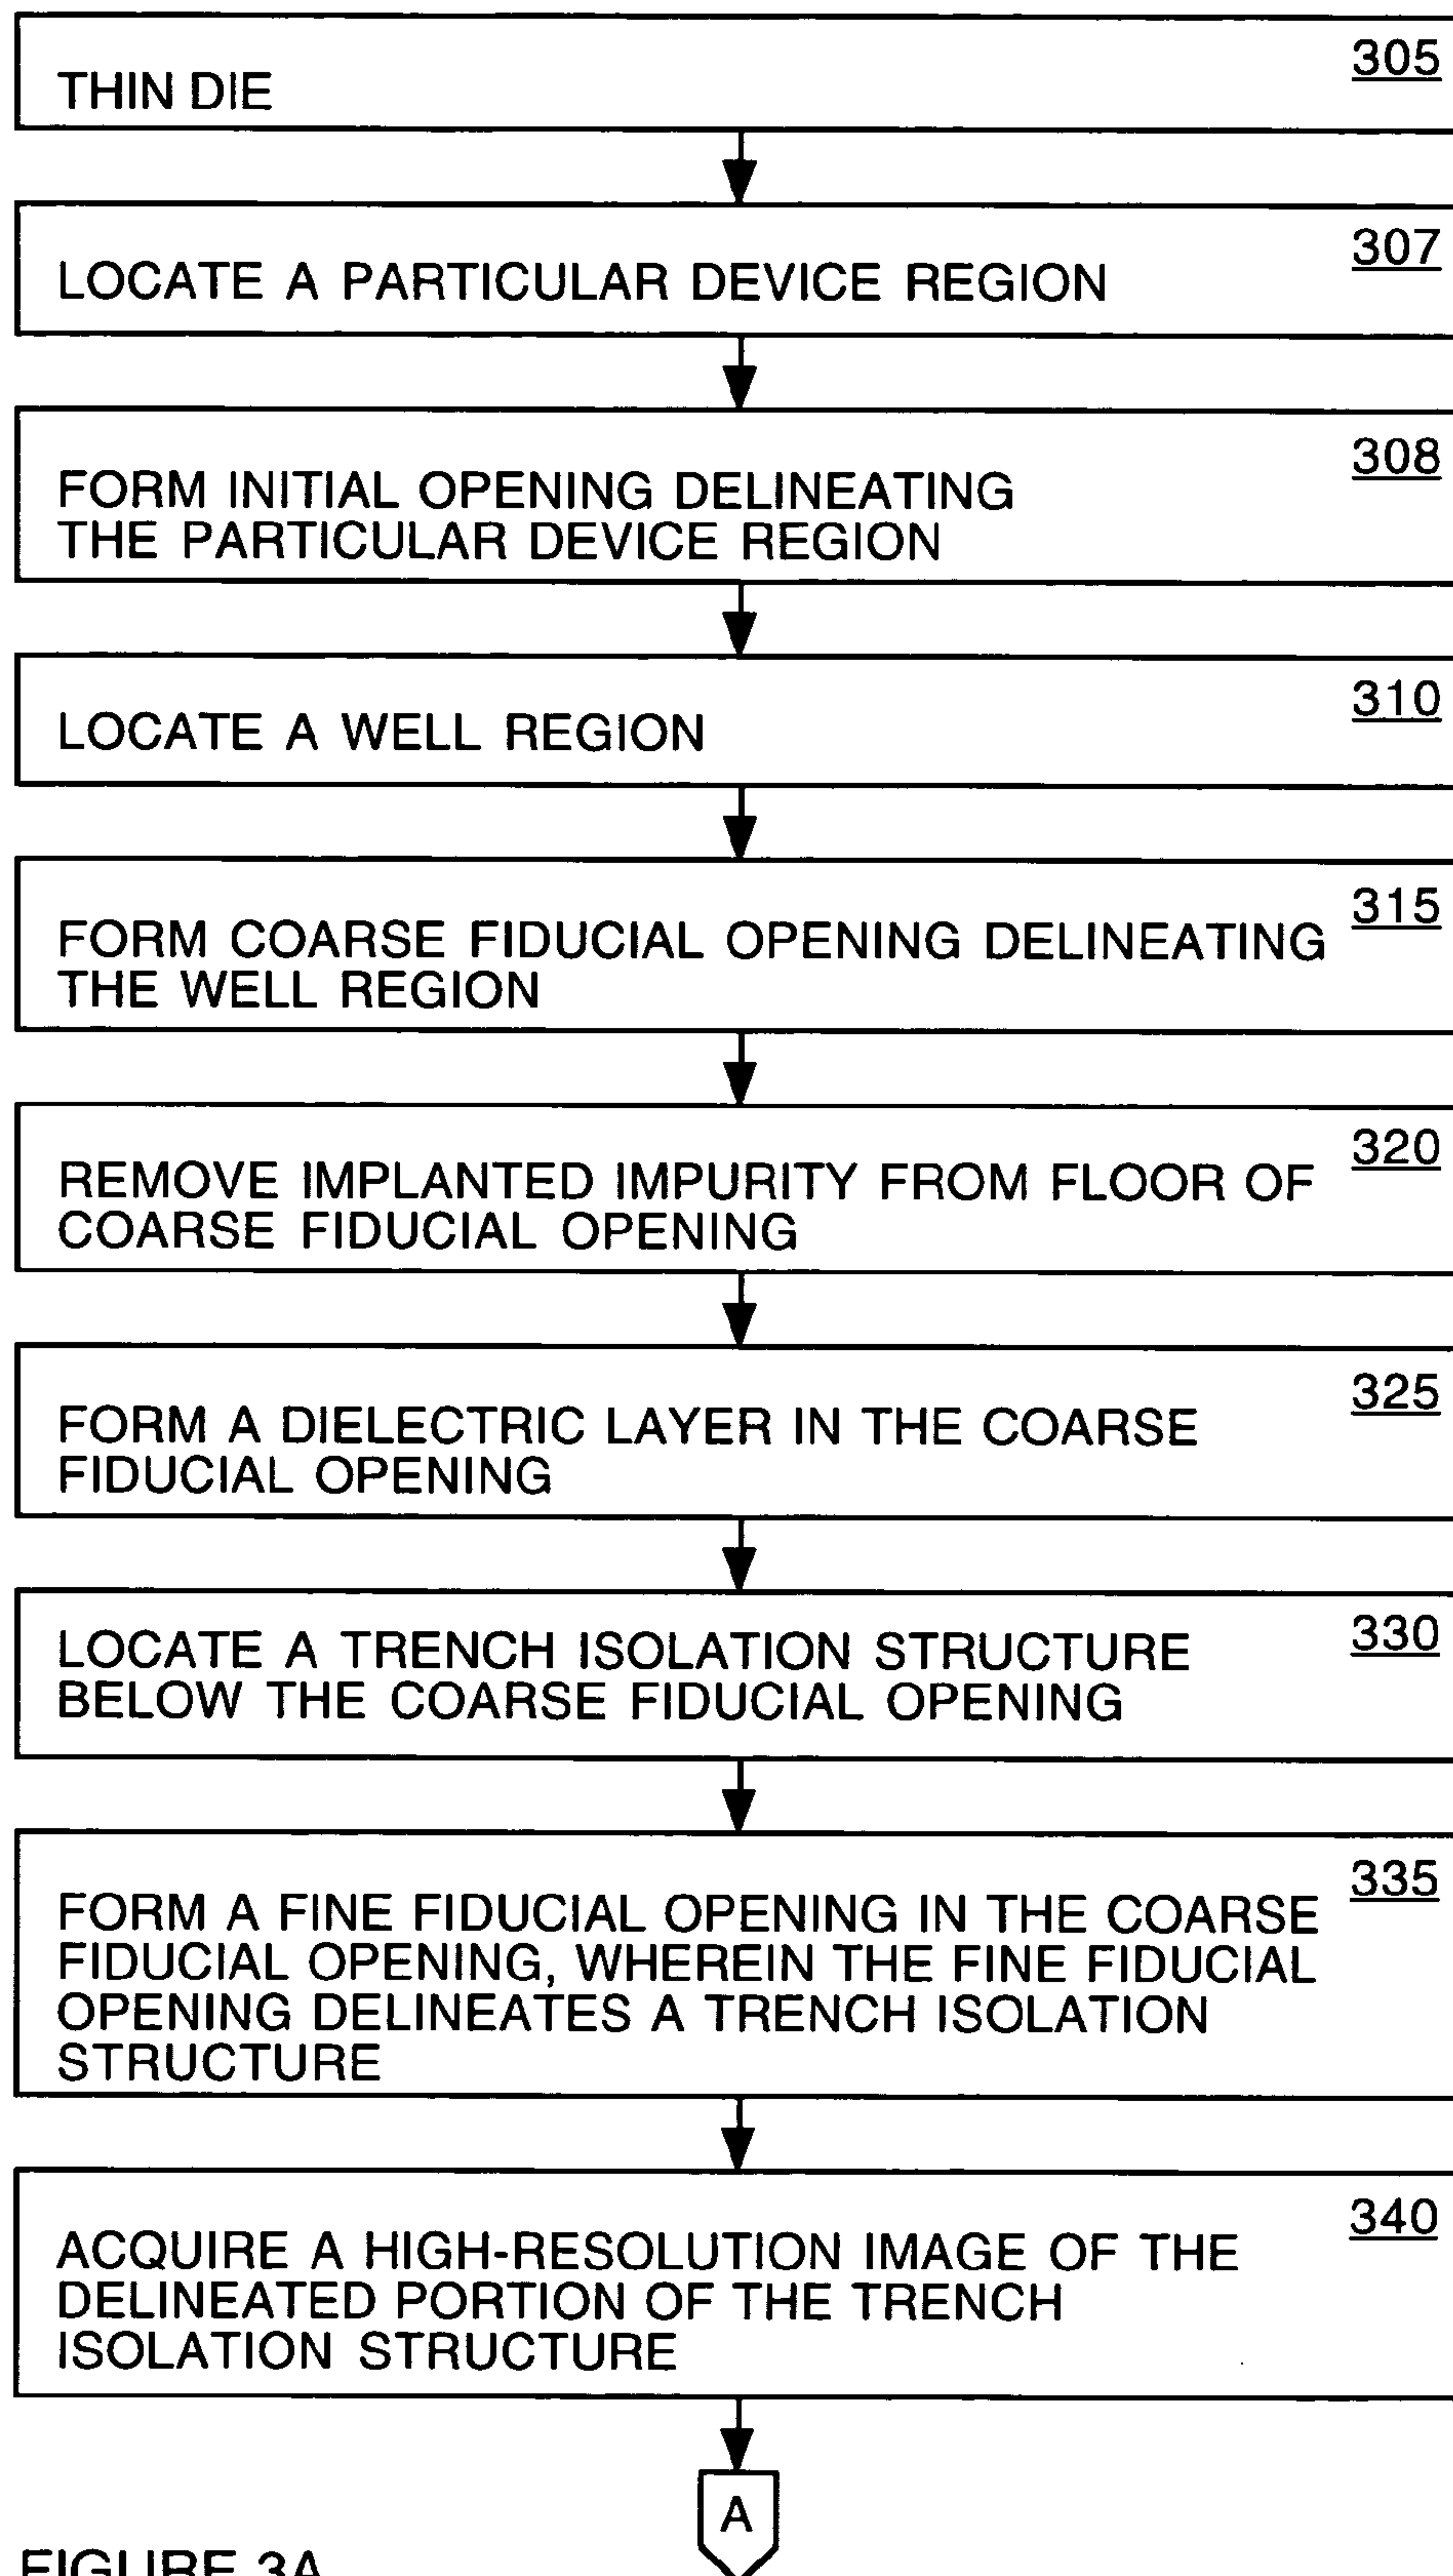 305
THIN DIE
307
LOCATE A PARTICULAR DEVICE REGION
308
FORM INITIAL OPENING DELINEATING
THE PARTICULAR DEVICE REGION
310
LOCATE A WELL REGION
315
FORM COARSE FIDUCIAL OPENING DELINEATING
THE WELL REGION
320
REMOVE IMPLANTED IMPURITY FROM FLOOR OF
COARSE FIDUCIAL OPENING
325
FORM A DIELECTRIC LAYER IN THE COARSE
FIDUCIAL OPENING
330
LOCATE A TRENCH ISOLATION STRUCTURE
BELOW THE COARSE FIDUCIAL OPENING
335
FORM A FINE FIDUCIAL OPENING IN THE COARSE
FIDUCIAL OPENING, WHEREIN THE FINE FIDUCIAL
OPENING DELINEATES A TRENCH ISOLATION
STRUCTURE
340
ACQUIRE A HIGH-RESOLUTION IMAGE OF THE
DELINEATED PORTION OF THE TRENCH
ISOLATION STRUCTURE
A
FIGURE 3A